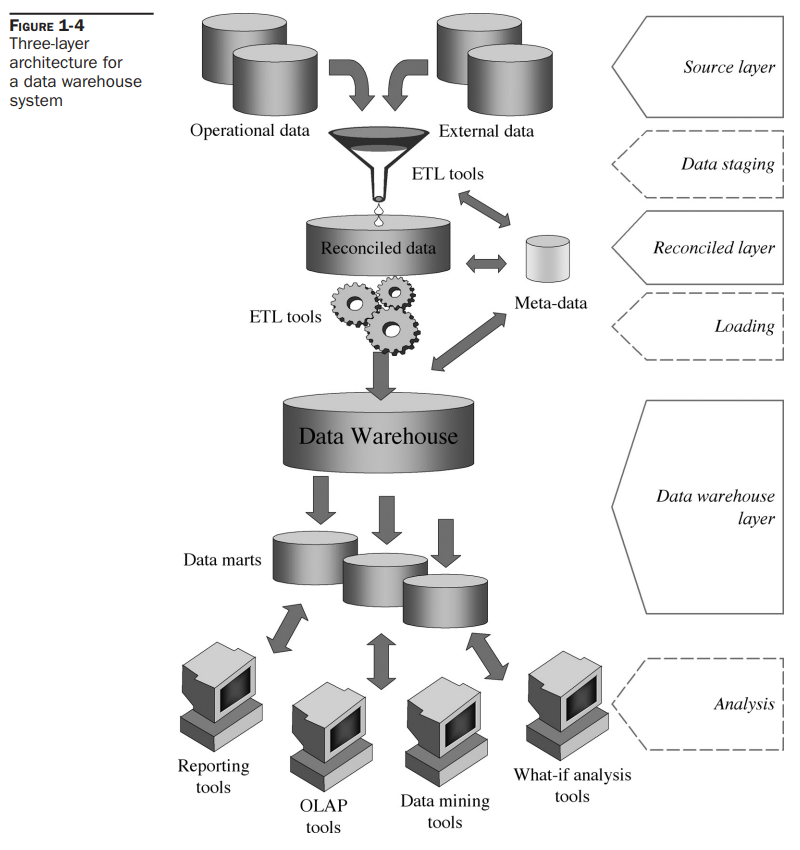 FIGURE 1-4
Three-layer
architecture for
a data warehouse
system
Source layer
Operational data
External data
Data staging
ETL tools
Reconciled data
Reconciled layer
Meta-data
ETL tools
Loading
Data Warehouse
Data warehouse
layer
Data marts
Analysis
Reporting
tools
OLAP
tools
Data mining
tools
What-if analysis
tools